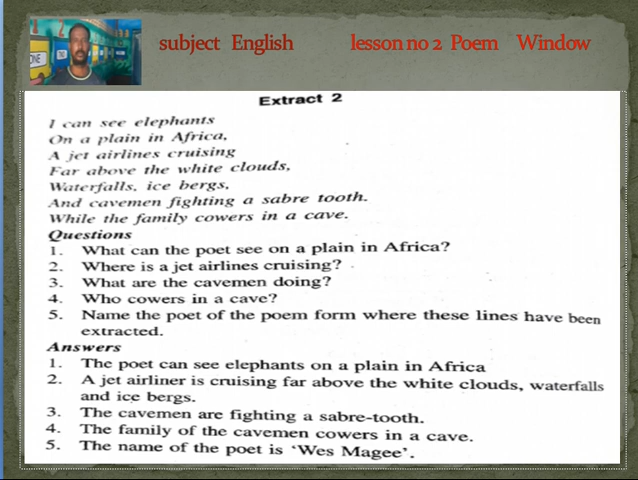 subject English lesson no 2 Poem Window
ONE
Extract 2
I can see elephants
On a plain in Africa,
A jet airlines cruising
Far above the white clouds,
Waterfalls, ice bergs,
And cavemen fighting a sabre tooth.
While the family cowers in a cave.
Questions
1. What can the poet see on a plain in Africa?
2. Where is a jet airlines cruising?
3. What are the cavemen doing?
4. Who cowers in a cave?
5. Name the poet of the poem form where these lines have been
extracted.
Answers
1. The poet can see elephants on a plain in Africa
2. A jet airliner is cruising far above the white clouds, waterfalls
and ice bergs.
3. The cavemen are fighting a sabre-tooth.
4. The family of the cavemen cowers in a cave.
5. The name of the poet is ‘Wes Magee’.